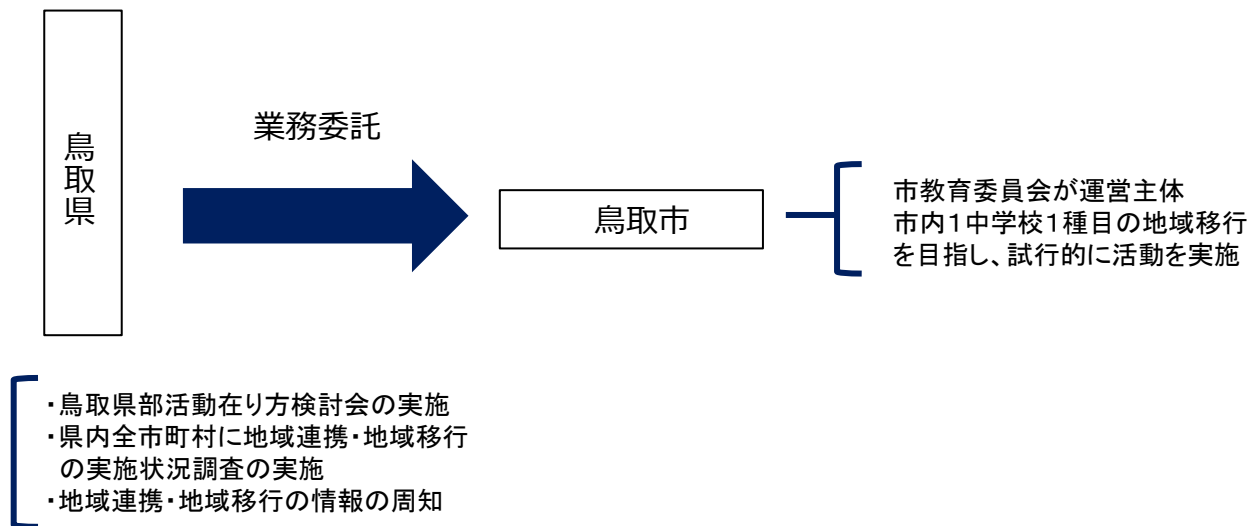 鳥取県
業務委託
鳥取市
市教育委員会が運営主体
市内1中学校1種目の地域移行
を目指し、試行的に活動を実施
・鳥取県部活動在り方検討会の実施
・県内全市町村に地域連携・地域移行
の実施状況調査の実施
・地域連携・地域移行の情報の周知